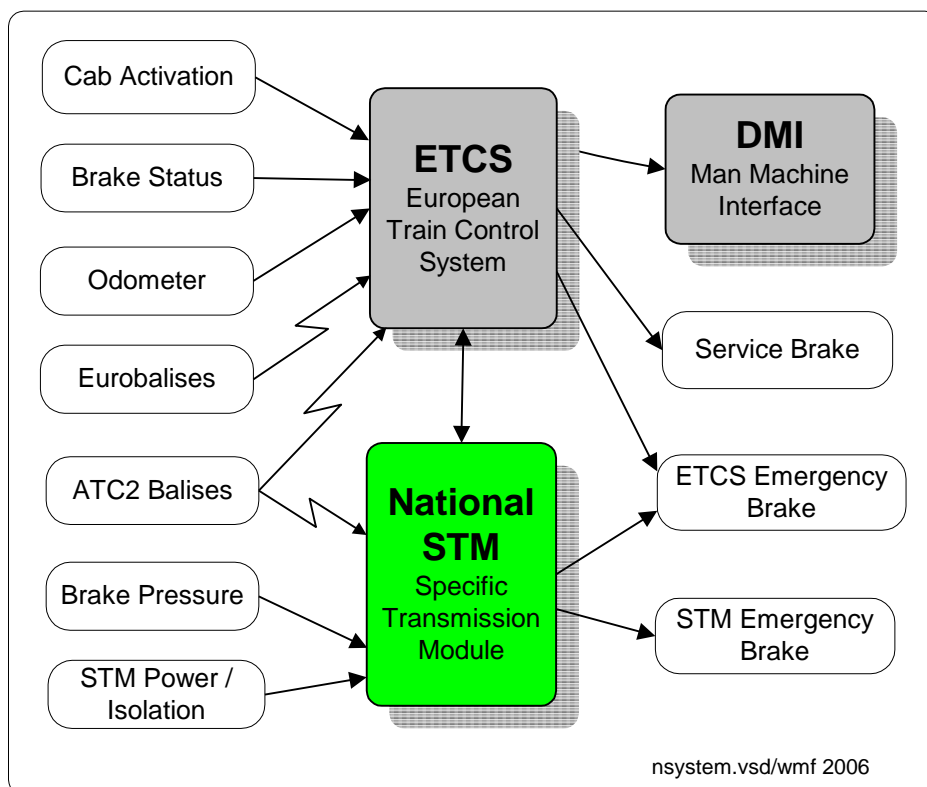 Cab Activation
Brake Status
Odometer
Eurobalises
ATC2 Balises
Brake Pressure
STM Power /
Isolation
ETCS
European
Train Control
System
National
STM
Specific
Transmission
Module
DMI
Man Machine
Interface
Service Brake
ETCS Emergency
Brake
STM Emergency
Brake
nsystem.vsd/wmf 2006